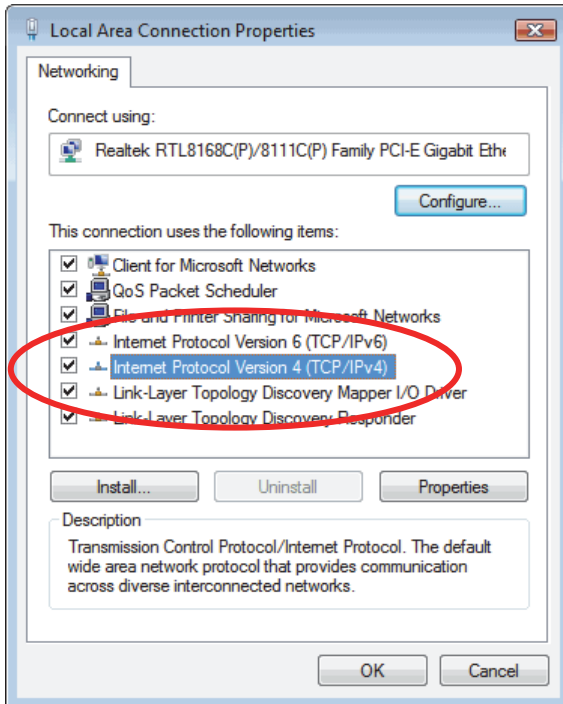 Local Area Connection Properties
Networking
Connect using:
Realtek RTL8168C(P)/8111C(P) Family PCI-E Gigabit Ethe
Configure...
This connection uses the following items:
Client for Microsoft Networks
QoS Packet Scheduler
File and Printer Sharing for Microsoft Networks
Internet Protocol Version 6 (TCP/IPv6)
Internet Protocol Version 4 (TCP/IPv4)
Link-Layer Topology Discovery Mapper I/O Driver
Link-Layer Topology Discovery Responder
Install... Uninstall Properties
Description
Transmission Control Protocol/Internet Protocol. The default
wide area network protocol that provides communication
across diverse interconnected networks.
OK Cancel